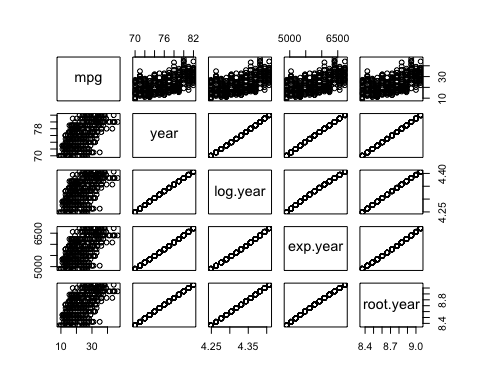 70 72 76 82
5000 6500
mpg
10 30
70 78
year
log.year
4.25 4.40
5000 6500
exp.year
root.year
8.4 8.8
10 30
4.25 4.35
8.4 8.7 9.0